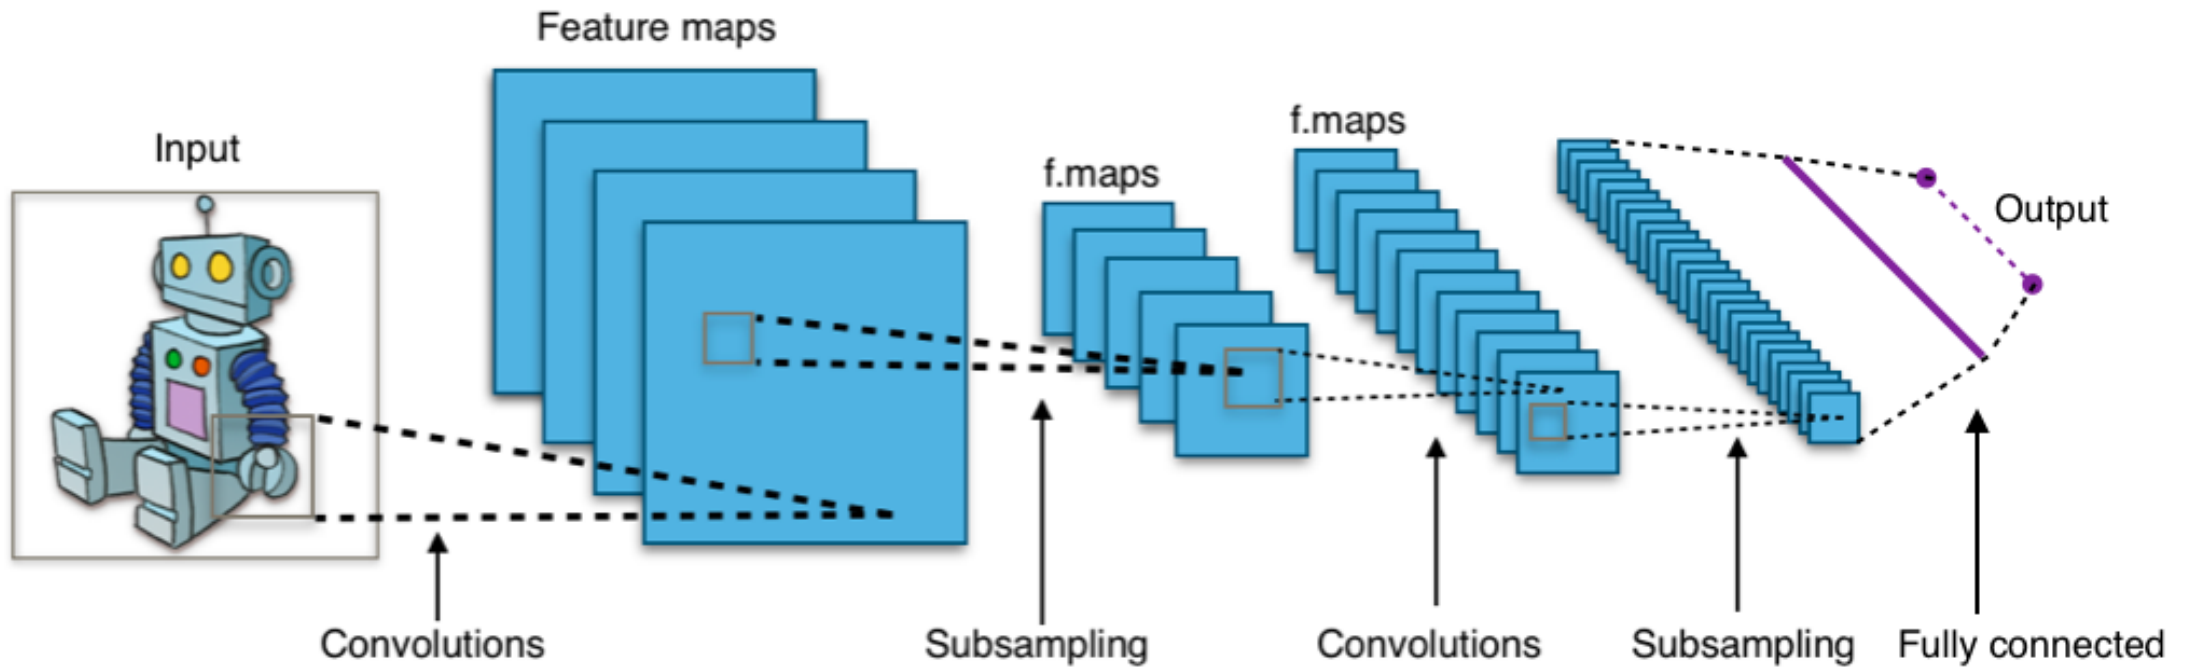 Feature maps
Input
f.maps
f.maps
Output
Convolutions
Subsampling
Convolutions
Subsampling
Fully connected